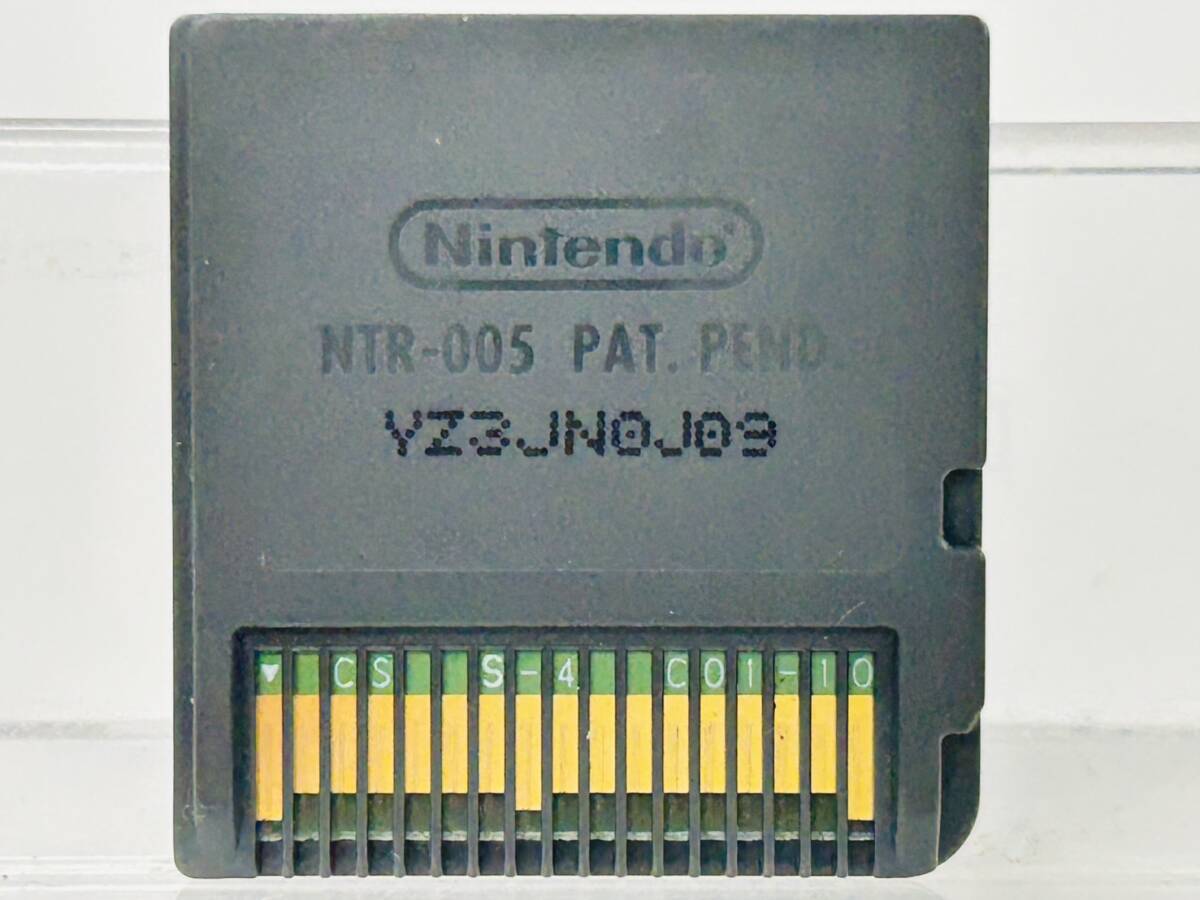 Nintendo®
NTR-005 PAT. PEND.
YZ3JN0J09
▼ CS S-4 C01-10